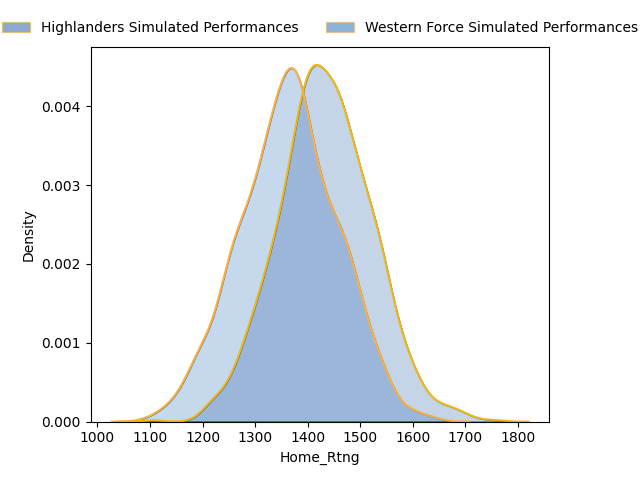 Highlanders Simulated Performances Western Force Simulated Performances
0.004
0.003
0.002
0.001
0.000
Density
1000 1100 1200 1300 1400 1500 1600 1700 1800
Home_Rtng